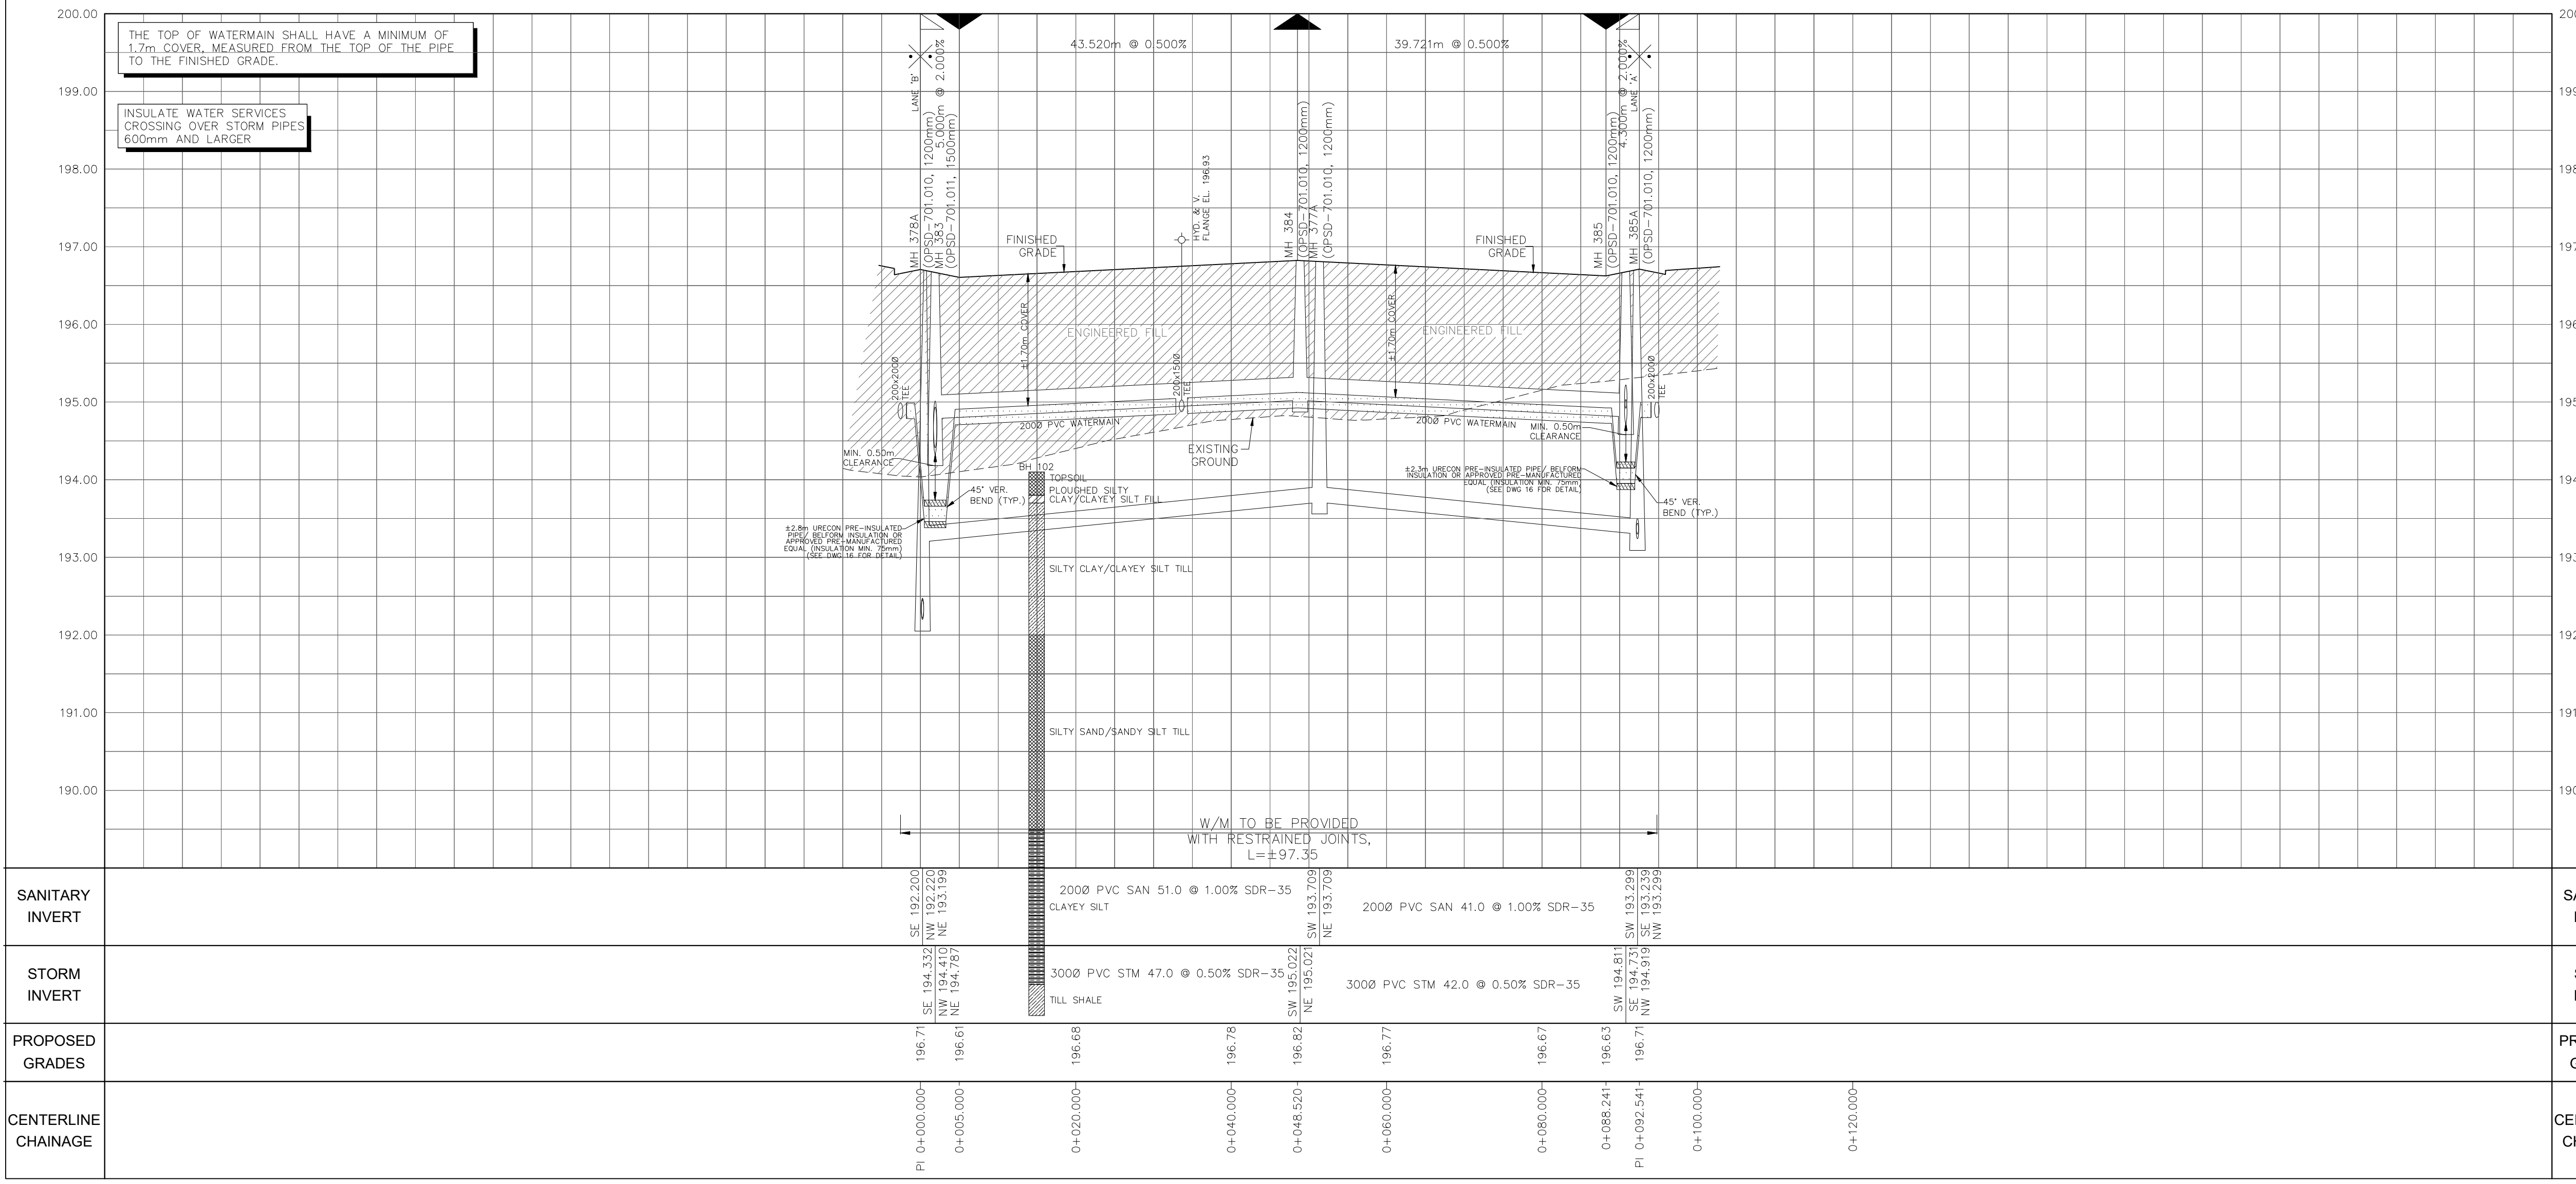 200.00
199.00
198.00
197.00
196.00
195.00
194.00
193.00
192.00
191.00
190.00
THE TOP OF WATERMAIN SHALL HAVE A MINIMUM OF
1.7m COVER, MEASURED FROM THE TOP OF THE PIPE
TO THE FINISHED GRADE.
INSULATE WATER SERVICES
CROSSING OVER STORM PIPES
600mm AND LARGER
43.520m @ 0.500%
39.721m @ 0.500%
LANE 'B'
5.000m @ 2.000%
MH 378A
(OPSD-701.010, 1200mm)
MH 383
(OPSD-701.011, 1500mm)
HYD. & V.
FLANGE EL. 196.93
MH 384
(OPSD-701.010, 1200mm)
MH 377A
(OPSD-701.010, 1200mm)
MH 385
(OPSD-701.010, 1200mm)
4.300m @ 2.000%
LANE 'A'
MH 385A
(OPSD-701.010, 1200mm)
FINISHED
GRADE
FINISHED
GRADE
±1.70m COVER
ENGINEERED FILL
±1.70m COVER
ENGINEERED FILL
200x200Ø
TEE
200x150Ø
TEE
200x200Ø
TEE
200Ø PVC WATERMAIN
200Ø PVC WATERMAIN
MIN. 0.50m
CLEARANCE
MIN. 0.50m
CLEARANCE
EXISTING
GROUND
BH 102
TOPSOIL
PLOUGHED SILTY
CLAY/CLAYEY SILT FILL
45° VER.
BEND (TYP.)
±2.8m URECON PRE-INSULATED
PIPE/ BELFORM INSULATION OR
APPROVED PRE-MANUFACTURED
EQUAL (INSULATION MIN. 75mm)
(SEE DWG 16 FOR DETAIL)
±2.3m URECON PRE-INSULATED PIPE/ BELFORM
INSULATION OR APPROVED PRE-MANUFACTURED
EQUAL (INSULATION MIN. 75mm)
(SEE DWG 16 FOR DETAIL)
45° VER.
BEND (TYP.)
SILTY CLAY/CLAYEY SILT TILL
SILTY SAND/SANDY SILT TILL
W/M TO BE PROVIDED
WITH RESTRAINED JOINTS,
L=±97.35
SANITARY
INVERT
SE 192.200
NW 192.220
NE 193.199
200Ø PVC SAN 51.0 @ 1.00% SDR-35
CLAYEY SILT
SW 193.709
NE 193.709
200Ø PVC SAN 41.0 @ 1.00% SDR-35
SW 193.299
SE 193.239
NW 193.299
STORM
INVERT
SE 194.332
NW 194.410
NE 194.787
300Ø PVC STM 47.0 @ 0.50% SDR-35
TILL SHALE
SW 195.022
NE 195.021
300Ø PVC STM 42.0 @ 0.50% SDR-35
SW 194.811
SE 194.731
NW 194.919
PROPOSED
GRADES
196.71
196.61
196.68
196.78
196.82
196.77
196.67
196.63
196.71
CENTERLINE
CHAINAGE
PI 0+000.000
0+005.000
0+020.000
0+040.000
0+048.520
0+060.000
0+080.000
0+088.241
PI 0+092.541
0+100.000
0+120.000